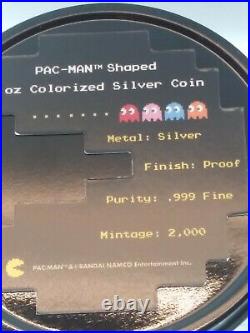 PAC-MAN™ Shaped
oz Colorized Silver Coin
Metal: Silver
Finish: Proof
Purity: .999 Fine
Mintage: 2,000
PAC-MAN™ & ©BANDAI NAMCO Entertainment Inc.